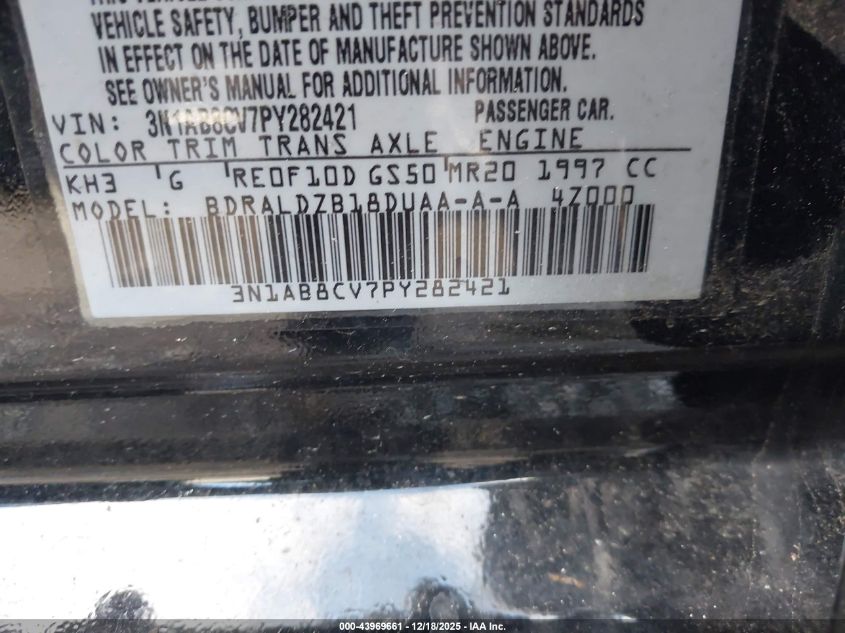 VEHICLE SAFETY, BUMPER AND THEFT PREVENTION STANDARDS
IN EFFECT ON THE DATE OF MANUFACTURE SHOWN ABOVE.
SEE OWNER'S MANUAL FOR ADDITIONAL INFORMATION.
VIN: 3N1AB8CV7PY282421 PASSENGER CAR.
COLOR TRIM TRANS AXLE ENGINE
KH3 'G RE0F10D GS50 MR20 1997 CC
MODEL: BDRALDZB18DUAA-A-A 4Z000
3N1AB8CV7PY282421
000-43969661 - 12/18/2025 - IAA Inc.